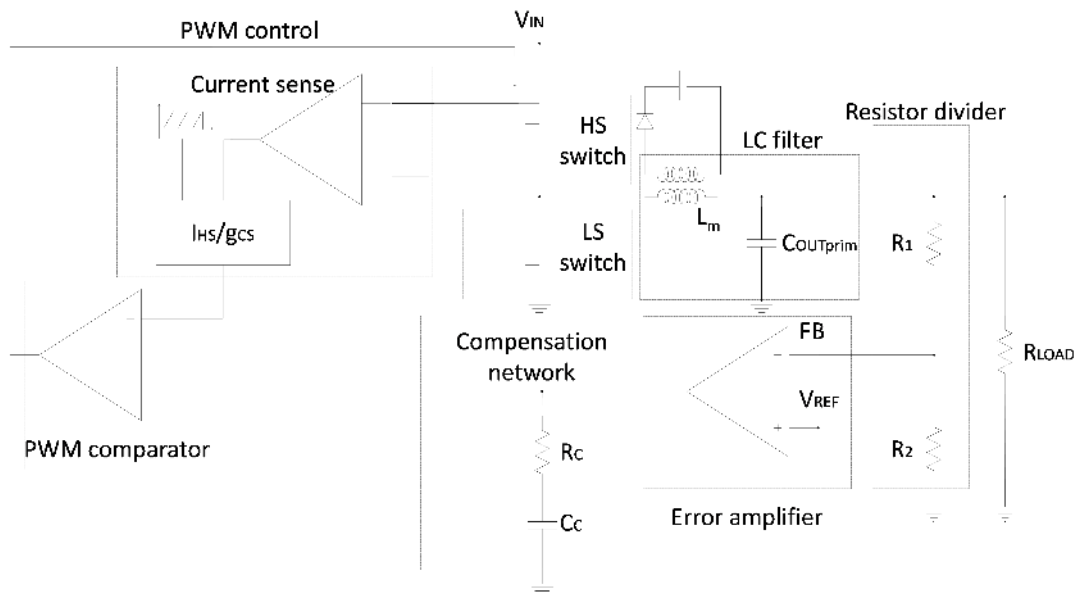 VIN
PWM control
Current sense
Resistor divider
HS
switch
LC filter
Lm
IHS/gCS
LS
switch
COUTprim
R1
FB
Compensation
network
RLOAD
VREF
PWM comparator
RC
R2
Error amplifier
CC